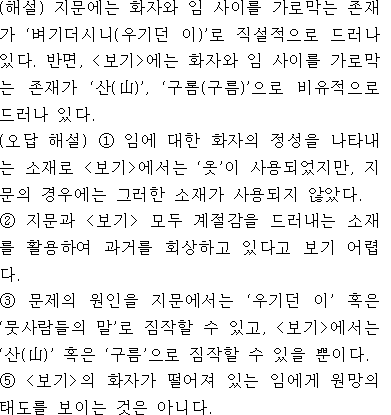 (해설) 지문에는 화자와 임 사이를 가로막는 존재
가 ‘벼기더시니(우기던 이)’로 직설적으로 드러나
있다. 반면, <보기>에는 화자와 임 사이를 가로막
는 존재가 ‘산(山)’, ‘구롬(구름)’으로 비유적으로
드러나 있다.
(오답 해설) ① 임에 대한 화자의 정성을 나타내
는 소재로 <보기>에서는 ‘옷’이 사용되었지만, 지
문의 경우에는 그러한 소재가 사용되지 않았다.
② 지문과 <보기> 모두 계절감을 드러내는 소재
를 활용하여 과거를 회상하고 있다고 보기 어렵
다.
③ 문제의 원인을 지문에서는 ‘우기던 이’ 혹은
‘뭇사람들의 말’로 짐작할 수 있고, <보기>에서는
‘산(山)’ 혹은 ‘구름’으로 짐작할 수 있을 뿐이다.
⑤ <보기>의 화자가 떨어져 있는 임에게 원망의
태도를 보이는 것은 아니다.